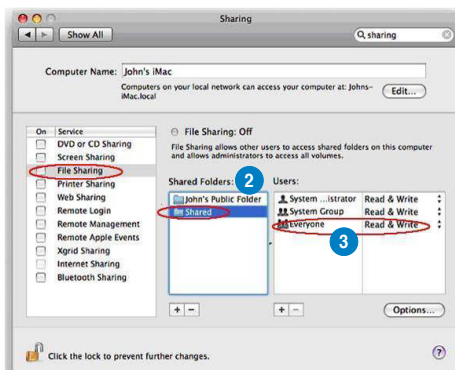 Sharing
Show All
sharing
Computer Name: John's iMac
Computers on your local network can access your computer at: Johns-
iMac.local
Edit...
On Service
DVD or CD Sharing
Screen Sharing
File Sharing
Printer Sharing
Web Sharing
Remote Login
Remote Management
Remote Apple Events
Xgrid Sharing
Internet Sharing
Bluetooth Sharing
File Sharing: Off
File Sharing allows other users to access shared folders on this computer
and allows administrators to access all volumes.
Shared Folders: 2
John's Public Folder
Shared
Users:
System ...istrator Read & Write
System Group Read & Write
Everyone Read & Write
3
+ −
+ −
Options...
Click the lock to prevent further changes.
?